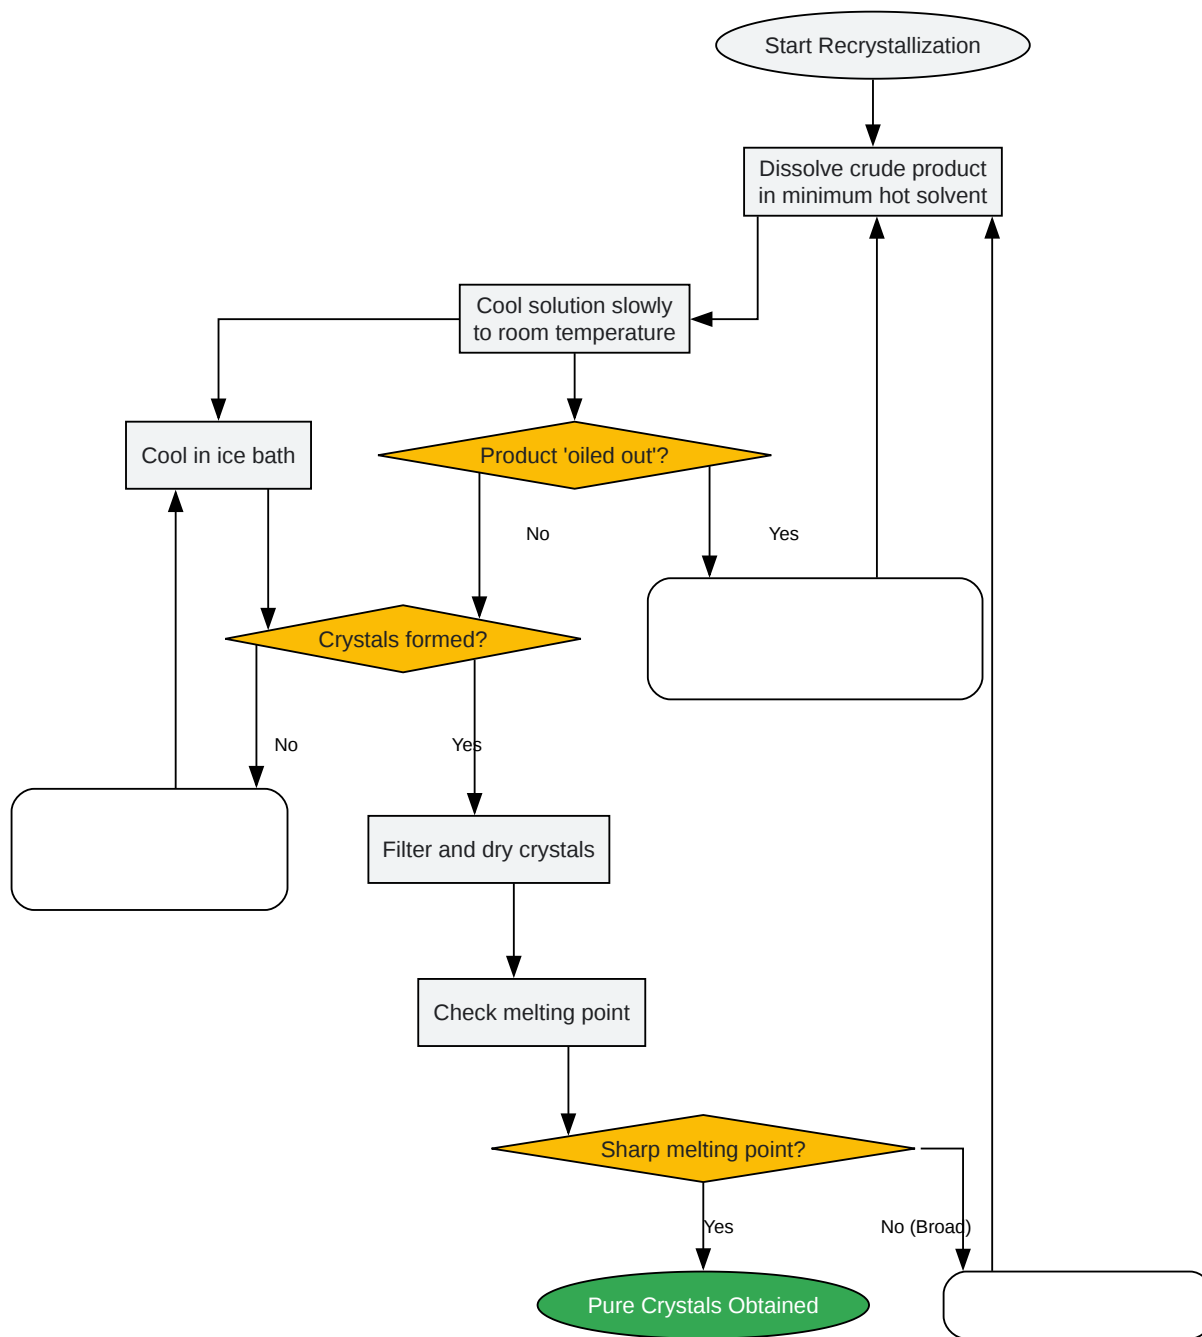 Start Recrystallization
Dissolve crude product
in minimum hot solvent
Cool solution slowly
to room temperature
Cool in ice bath
Product 'oiled out'?
No
Yes
Crystals formed?
No
Yes
Filter and dry crystals
Check melting point
Sharp melting point?
Yes
No (Broad)
Pure Crystals Obtained